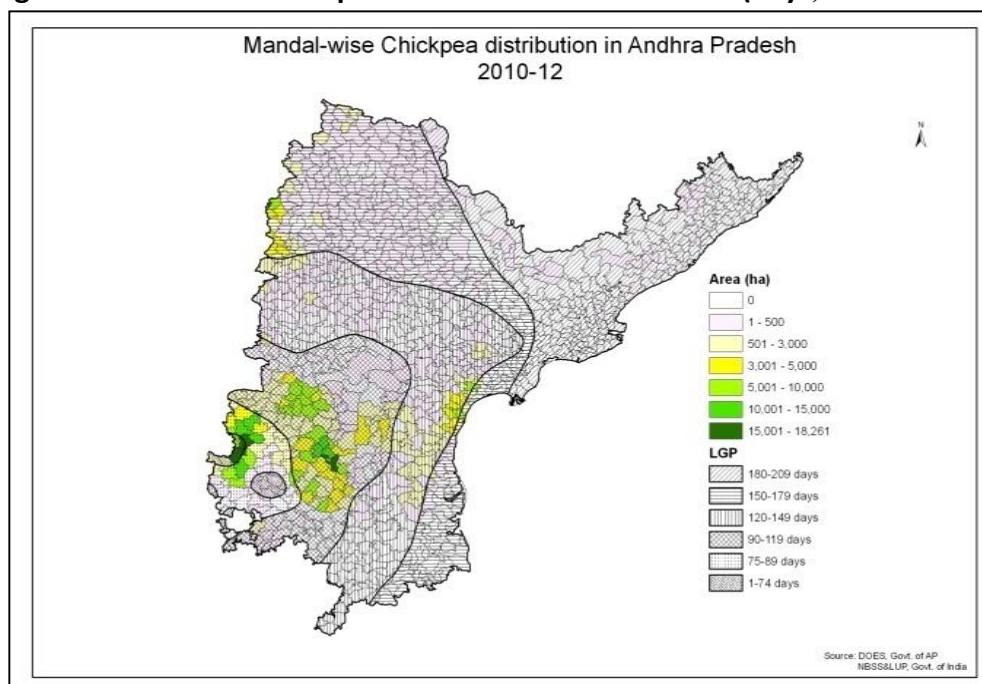 Mandal-wise Chickpea distribution in Andhra Pradesh
2010-12
N
Area (ha)
0
1 - 500
501 - 3,000
3,001 - 5,000
5,001 - 10,000
10,001 - 15,000
15,001 - 18,261
LGP
180-209 days
150-179 days
120-149 days
90-119 days
75-89 days
1-74 days
Source: DOES, Govt. of AP
NBSS&LUP, Govt. of India